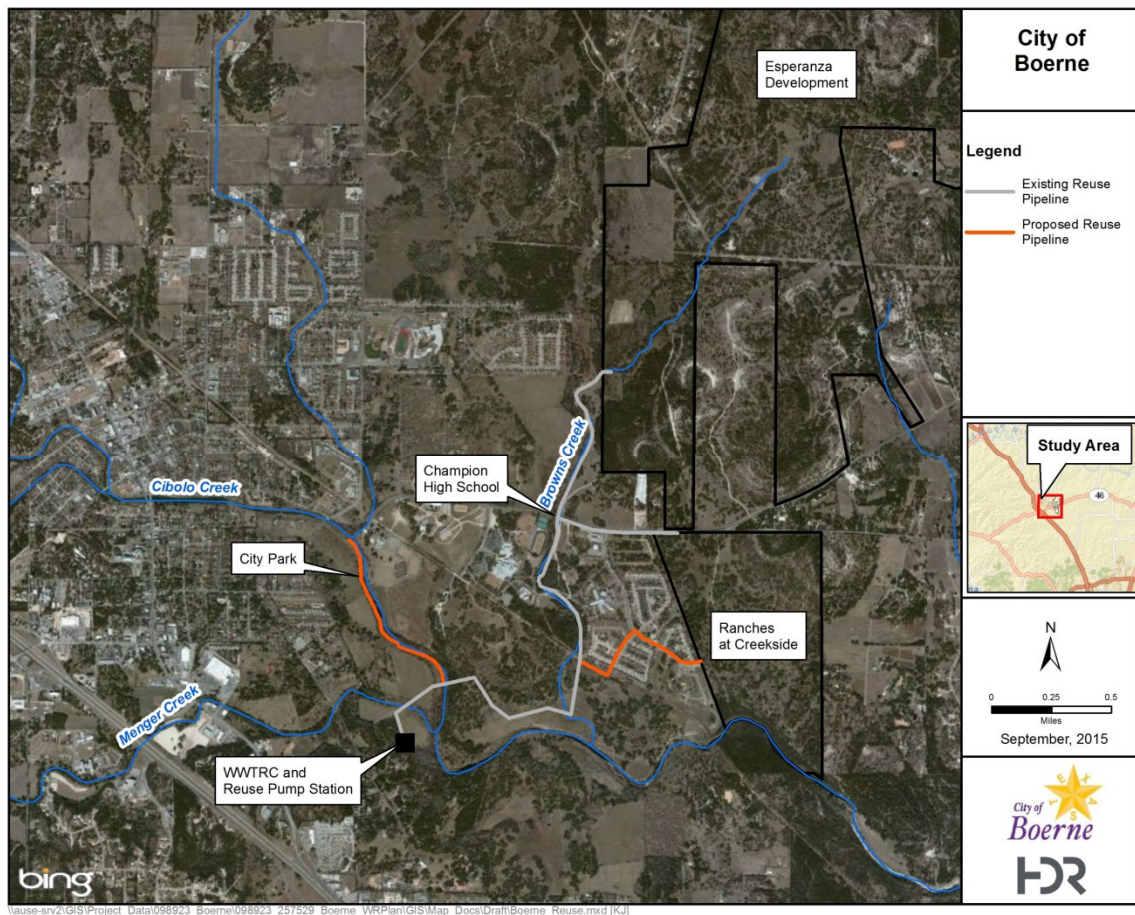 City of
Boerne
Esperanza
Development
Legend
Existing Reuse
Pipeline
Proposed Reuse
Pipeline
Browns Creek
Champion
High School
Cibolo Creek
City Park
Study Area
46
Ranches
at Creekside
Menger Creek
WWTRC and
Reuse Pump Station
N
0 0.25 0.5
Miles
September, 2015
TEXAS
City of
Boerne
HDR
bing™
\\ause-srv2\GIS\Project_Data\098923_Boerne\098923_257529_Boerne_WRPlan\GIS\Map_Docs\Draft\Boerne_Reuse.mxd [KJ]